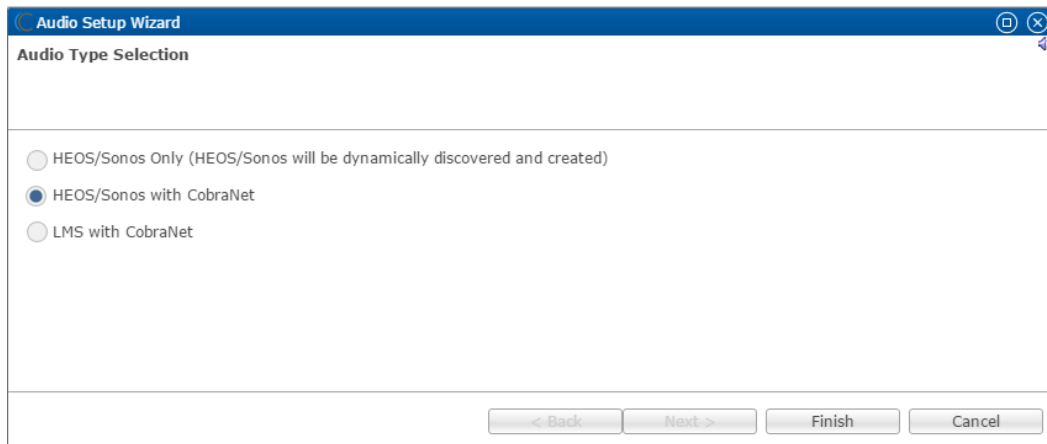 Audio Setup Wizard
Audio Type Selection
HEOS/Sonos Only (HEOS/Sonos will be dynamically discovered and created)
HEOS/Sonos with CobraNet
LMS with CobraNet
< Back Next > Finish Cancel